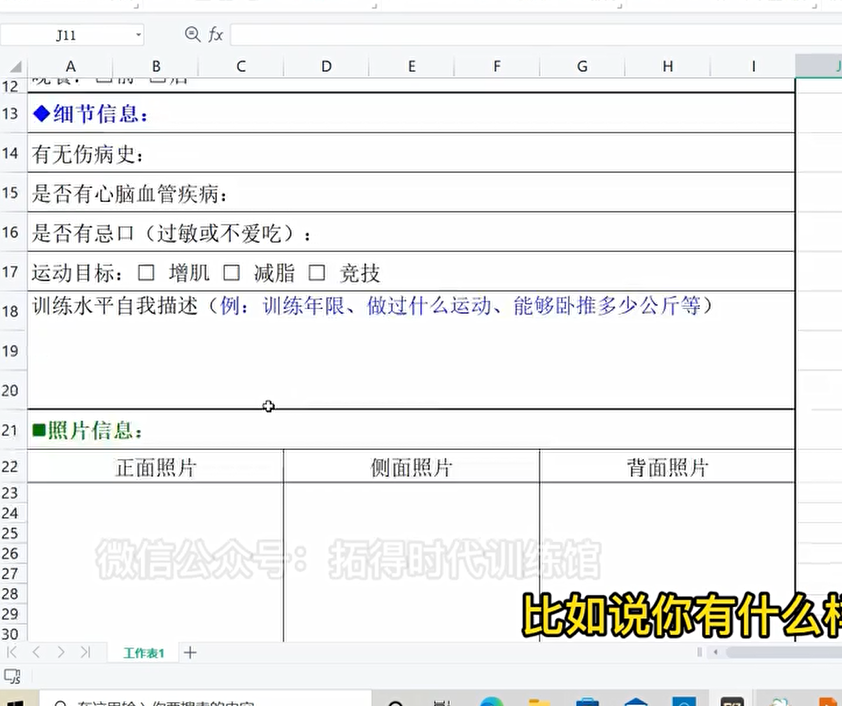 J11
fx
A B C D E F G H I J
12 晚餐：□前 □后
13 ◆细节信息：
14 有无伤病史：
15 是否有心脑血管疾病：
16 是否有忌口（过敏或不爱吃）：
17 运动目标：□ 增肌 □ 减脂 □ 竞技
18 训练水平自我描述（例：训练年限、做过什么运动、能够卧推多少公斤等）
19
20
21 ■照片信息：
22 正面照片 侧面照片 背面照片
23
24
25
26
微信公众号：拓得时代训练馆
27
28
比如说你有什么样
29
30
工作表1
在这里输入你要搜索的内容